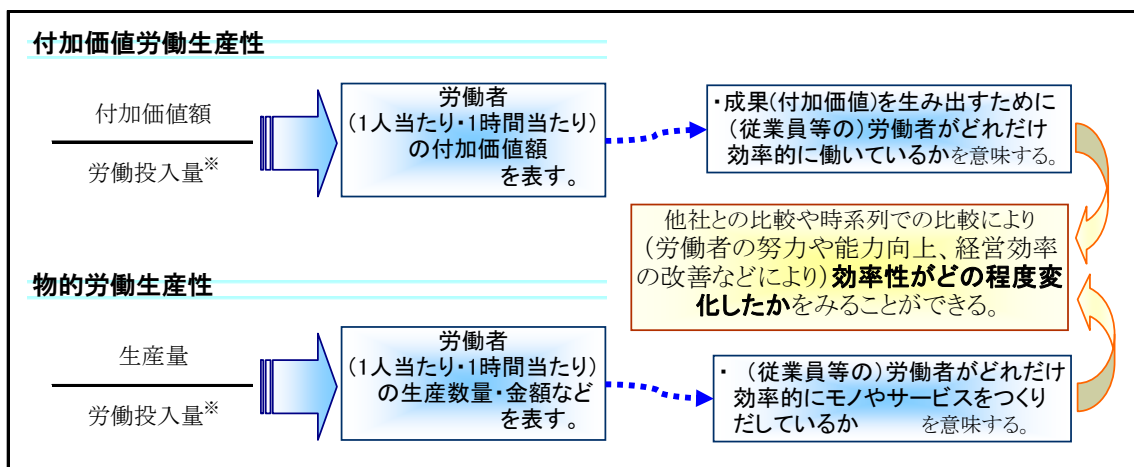 付加価値労働生産性
付加価値額
労働投入量※
労働者
(1人当たり・1時間当たり)
の付加価値額
を表す。
・成果(付加価値)を生み出すために
(従業員等の)労働者がどれだけ
効率的に働いているかを意味する。
他社との比較や時系列での比較により
(労働者の努力や能力向上、経営効率
の改善などにより)効率性がどの程度変
化したかをみることができる。
物的労働生産性
生産量
労働投入量※
労働者
(1人当たり・1時間当たり)
の生産数量・金額など
を表す。
・ (従業員等の)労働者がどれだけ
効率的にモノやサービスをつくり
だしているか を意味する。